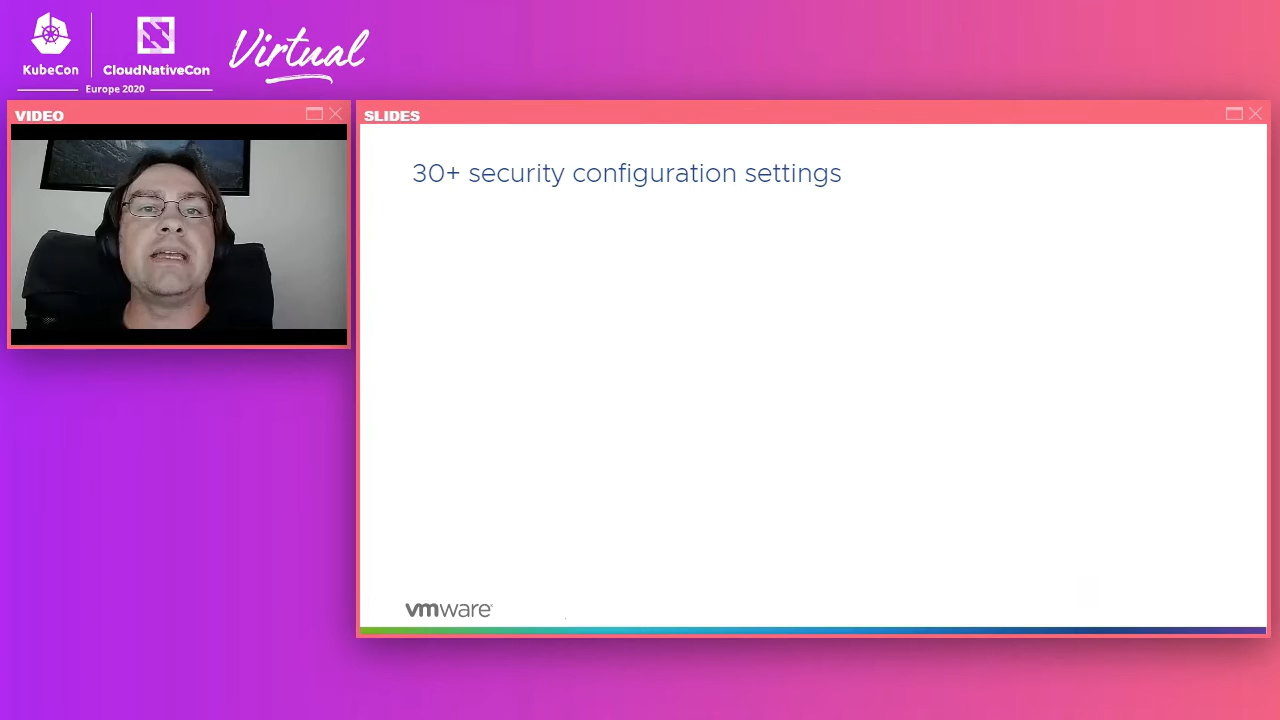 KubeCon
CloudNativeCon
Europe 2020
Virtual
VIDEO
SLIDES
30+ security configuration settings
vmware